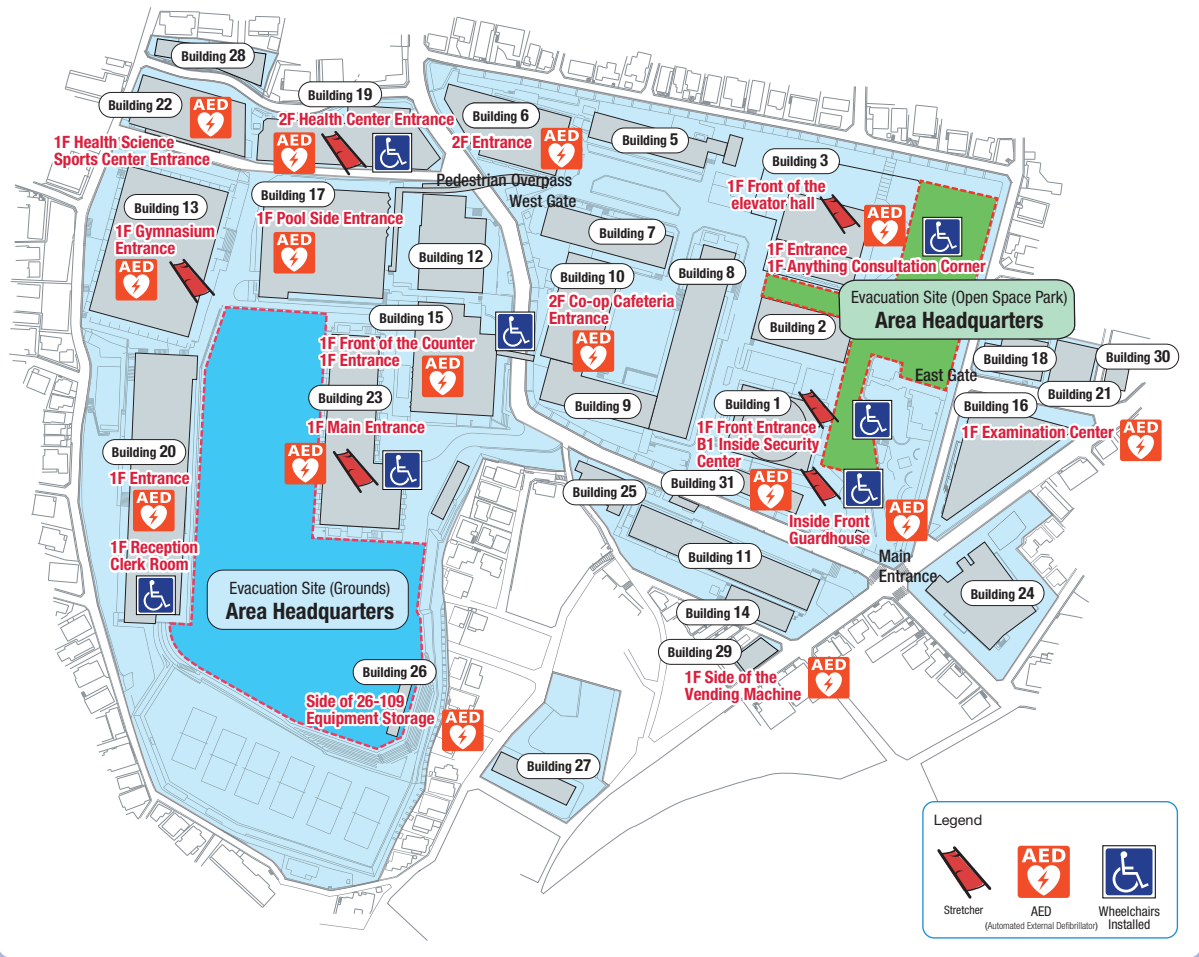 Building 28
Building 22
AED
1F Health Science
Sports Center Entrance
Building 19
2F Health Center Entrance
AED
Building 6
2F Entrance
AED
Building 5
Pedestrian Overpass
West Gate
Building 3
1F Front of the
elevator hall
AED
1F Entrance
1F Anything Consultation Corner
Building 13
1F Gymnasium
Entrance
AED
Building 17
1F Pool Side Entrance
AED
Building 12
Building 7
Building 8
Building 10
2F Co-op Cafeteria
Entrance
AED
Building 2
Evacuation Site (Open Space Park)
Area Headquarters
Building 15
1F Front of the Counter
1F Entrance
AED
Building 18
Building 30
Building 21
East Gate
Building 23
1F Main Entrance
AED
Building 9
Building 1
1F Front Entrance
B1 Inside Security
Center
AED
Building 16
1F Examination Center
AED
Building 20
1F Entrance
AED
1F Reception
Clerk Room
Building 25
Building 31
Inside Front
Guardhouse
AED
Main
Entrance
Building 11
Building 14
Building 24
Evacuation Site (Grounds)
Area Headquarters
Building 29
1F Side of the
Vending Machine
AED
Building 26
Side of 26-109
Equipment Storage
AED
Building 27
Legend
AED
Stretcher
AED
(Automated External Defibrillator)
Wheelchairs
Installed